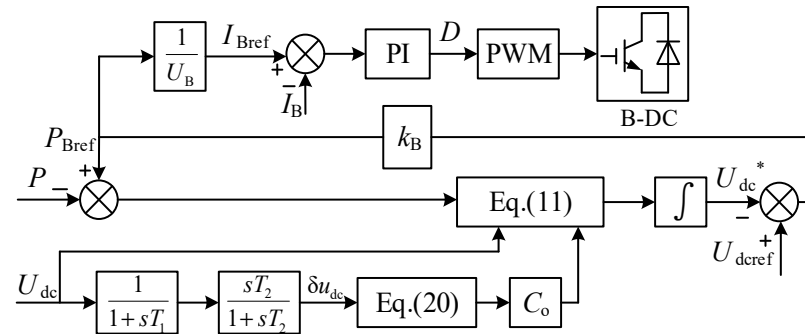 1/U_B I_Bref + − I_B PI D PWM B-DC
P_Bref k_B
P − + Eq.(11) ∫ U_dc* − + U_dcref
U_dc 1/(1+sT_1) sT_2/(1+sT_2) δu_dc Eq.(20) C_o